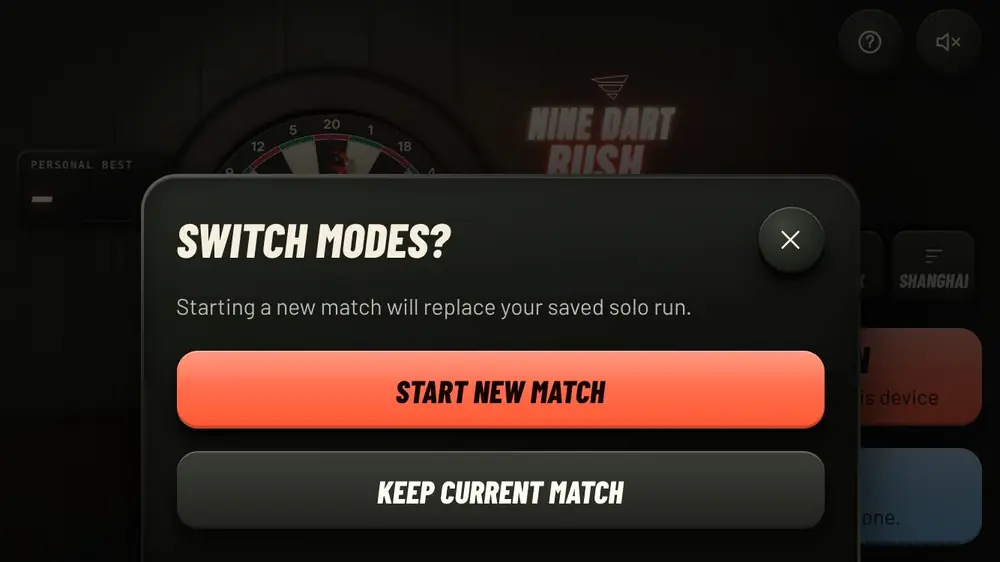 20
5
1
12
18
NINE DART
RUSH
PERSONAL BEST
SWITCH MODES?
Starting a new match will replace your saved solo run.
SHANGHAI
START NEW MATCH
is device
KEEP CURRENT MATCH
one.